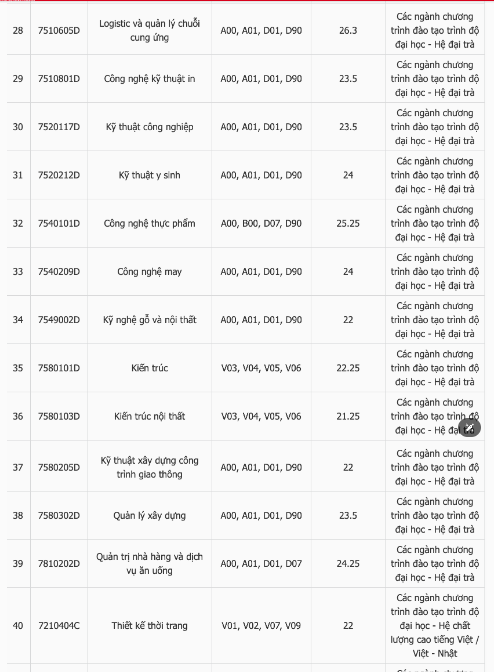 28 7510605D Logistic và quản lý chuỗi cung ứng A00, A01, D01, D90 26.3 Các ngành chương trình đào tạo trình độ đại học - Hệ đại trà
29 7510801D Công nghệ kỹ thuật in A00, A01, D01, D90 23.5 Các ngành chương trình đào tạo trình độ đại học - Hệ đại trà
30 7520117D Kỹ thuật công nghiệp A00, A01, D01, D90 23.5 Các ngành chương trình đào tạo trình độ đại học - Hệ đại trà
31 7520212D Kỹ thuật y sinh A00, A01, D01, D90 24 Các ngành chương trình đào tạo trình độ đại học - Hệ đại trà
32 7540101D Công nghệ thực phẩm A00, B00, D07, D90 25.25 Các ngành chương trình đào tạo trình độ đại học - Hệ đại trà
33 7540209D Công nghệ may A00, A01, D01, D90 24 Các ngành chương trình đào tạo trình độ đại học - Hệ đại trà
34 7549002D Kỹ nghệ gỗ và nội thất A00, A01, D01, D90 22 Các ngành chương trình đào tạo trình độ đại học - Hệ đại trà
35 7580101D Kiến trúc V03, V04, V05, V06 22.25 Các ngành chương trình đào tạo trình độ đại học - Hệ đại trà
36 7580103D Kiến trúc nội thất V03, V04, V05, V06 21.25 Các ngành chương trình đào tạo trình độ đại học - Hệ đại
37 7580205D Kỹ thuật xây dựng công trình giao thông A00, A01, D01, D90 22 Các ngành chương trình đào tạo trình độ đại học - Hệ đại trà
38 7580302D Quản lý xây dựng A00, A01, D01, D90 23.5 Các ngành chương trình đào tạo trình độ đại học - Hệ đại trà
39 7810202D Quản trị nhà hàng và dịch vụ ăn uống A00, A01, D01, D07 24.25 Các ngành chương trình đào tạo trình độ đại học - Hệ đại trà
40 7210404C Thiết kế thời trang V01, V02, V07, V09 22 Các ngành chương trình đào tạo trình độ đại học - Hệ chất lượng cao tiếng Việt / Việt - Nhật